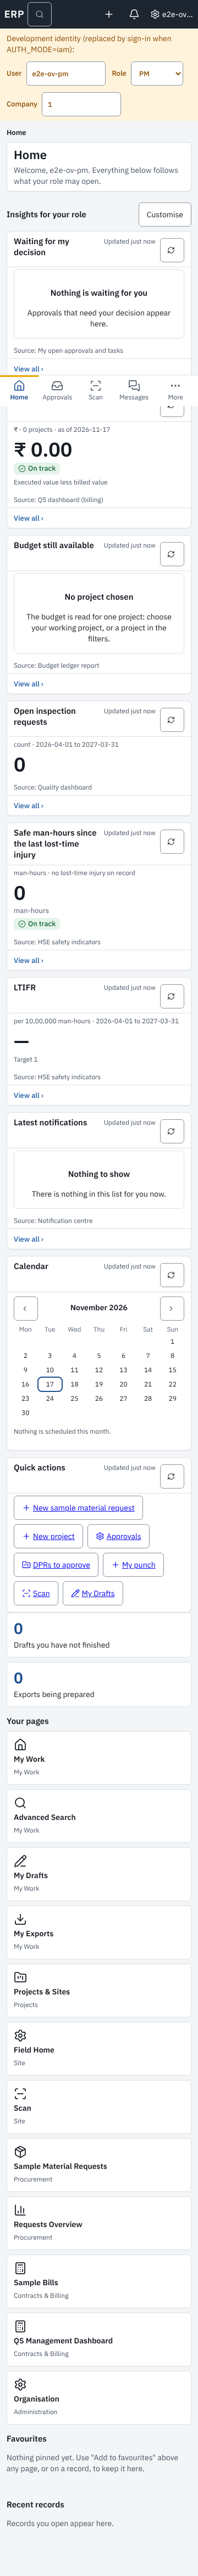 ERP
e2e-ov...
Development identity (replaced by sign-in when
AUTH_MODE=iam):
User e2e-ov-pm Role PM
Company 1
Home
Home
Welcome, e2e-ov-pm. Everything below follows
what your role may open.
Insights for your role Customise
Waiting for my
decision
Updated just now
Nothing is waiting for you
Approvals that need your decision appear
here.
Source: My open approvals and tasks
View all ›
Home Approvals Scan Messages More
₹ · 0 projects · as of 2026-11-17
₹ 0.00
On track
Executed value less billed value
Source: QS dashboard (billing)
View all ›
Budget still available Updated just now
No project chosen
The budget is read for one project: choose
your working project, or a project in the
filters.
Source: Budget ledger report
View all ›
Open inspection
requests
Updated just now
count · 2026-04-01 to 2027-03-31
0
Source: Quality dashboard
View all ›
Safe man-hours since
the last lost-time
injury
Updated just now
man-hours · no lost-time injury on record
0
man-hours
On track
Source: HSE safety indicators
View all ›
LTIFR Updated just now
per 10,00,000 man-hours · 2026-04-01 to 2027-03-31
—
Target 1
Source: HSE safety indicators
View all ›
Latest notifications Updated just now
Nothing to show
There is nothing in this list for you now.
Source: Notification centre
View all ›
Calendar Updated just now
‹ November 2026 ›
Mon Tue Wed Thu Fri Sat Sun
1
2 3 4 5 6 7 8
9 10 11 12 13 14 15
16 17 18 19 20 21 22
23 24 25 26 27 28 29
30
Nothing is scheduled this month.
Quick actions Updated just now
New sample material request
New project Approvals
DPRs to approve My punch
Scan My Drafts
0
Drafts you have not finished
0
Exports being prepared
Your pages
My Work
My Work
Advanced Search
My Work
My Drafts
My Work
My Exports
My Work
Projects & Sites
Projects
Field Home
Site
Scan
Site
Sample Material Requests
Procurement
Requests Overview
Procurement
Sample Bills
Contracts & Billing
QS Management Dashboard
Contracts & Billing
Organisation
Administration
Favourites
Nothing pinned yet. Use "Add to favourites" above
any page, or on a record, to keep it here.
Recent records
Records you open appear here.